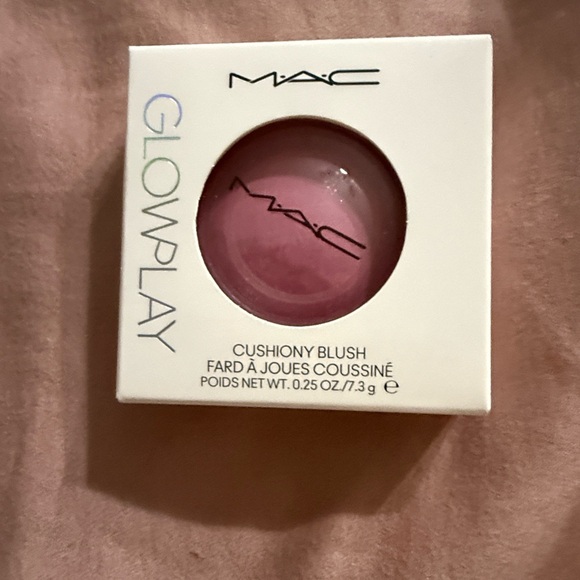 M·A·C
GLOWPLAY
M·A·C
CUSHIONY BLUSH
FARD À JOUES COUSSINÉ
POIDS NET WT. 0.25 OZ./7.3 g ℮